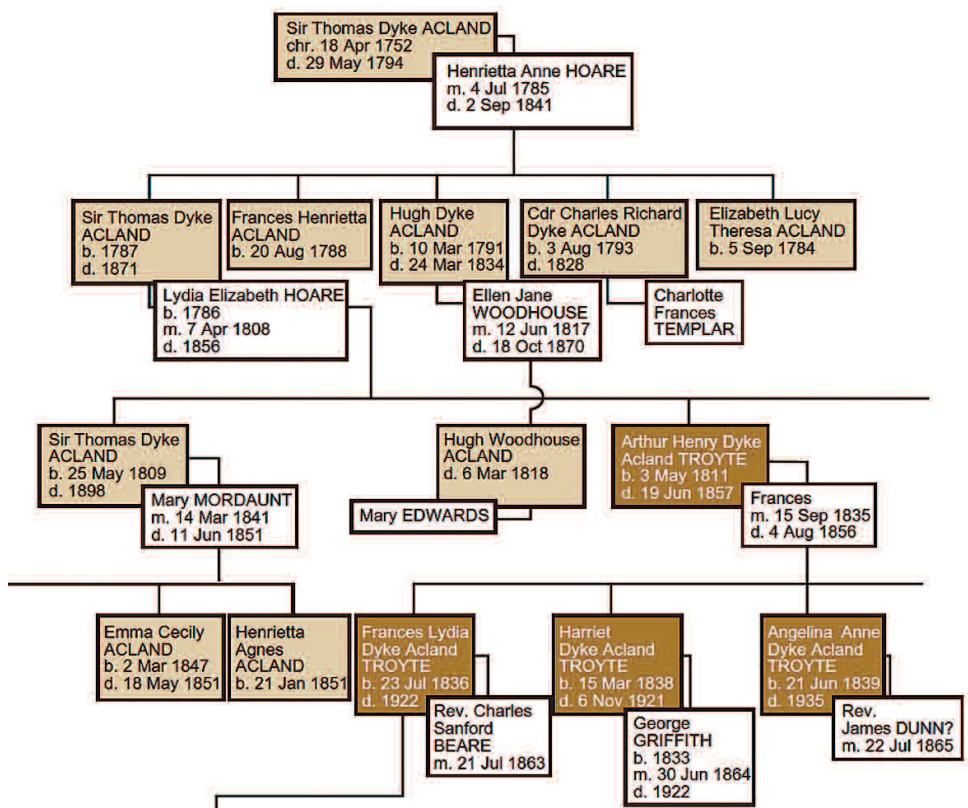 Sir Thomas Dyke ACLAND
chr. 18 Apr 1752
d. 29 May 1794
Henrietta Anne HOARE
m. 4 Jul 1785
d. 2 Sep 1841
Sir Thomas Dyke
ACLAND
b. 1787
d. 1871
Frances Henrietta
ACLAND
b. 20 Aug 1788
Hugh Dyke
ACLAND
b. 10 Mar 1791
d. 24 Mar 1834
Cdr Charles Richard
Dyke ACLAND
b. 3 Aug 1793
d. 1828
Elizabeth Lucy
Theresa ACLAND
b. 5 Sep 1784
Lydia Elizabeth HOARE
b. 1786
m. 7 Apr 1808
d. 1856
Ellen Jane
WOODHOUSE
m. 12 Jun 1817
d. 18 Oct 1870
Charlotte
Frances
TEMPLAR
Sir Thomas Dyke
ACLAND
b. 25 May 1809
d. 1898
Mary MORDAUNT
m. 14 Mar 1841
d. 11 Jun 1851
Hugh Woodhouse
ACLAND
d. 6 Mar 1818
Mary EDWARDS
Arthur Henry Dyke
Acland TROYTE
b. 3 May 1811
d. 19 Jun 1857
Frances
m. 15 Sep 1835
d. 4 Aug 1856
Emma Cecily
ACLAND
b. 2 Mar 1847
d. 18 May 1851
Henrietta
Agnes
ACLAND
b. 21 Jan 1851
Frances Lydia
Dyke Acland
TROYTE
b. 23 Jul 1836
d. 1922
Rev. Charles
Sanford
BEARE
m. 21 Jul 1863
Harriet
Dyke Acland
TROYTE
b. 15 Mar 1838
d. 6 Nov 1921
George
GRIFFITH
b. 1833
m. 30 Jun 1864
d. 1922
Angelina Anne
Dyke Acland
TROYTE
b. 21 Jun 1839
d. 1935
Rev.
James DUNN?
m. 22 Jul 1865